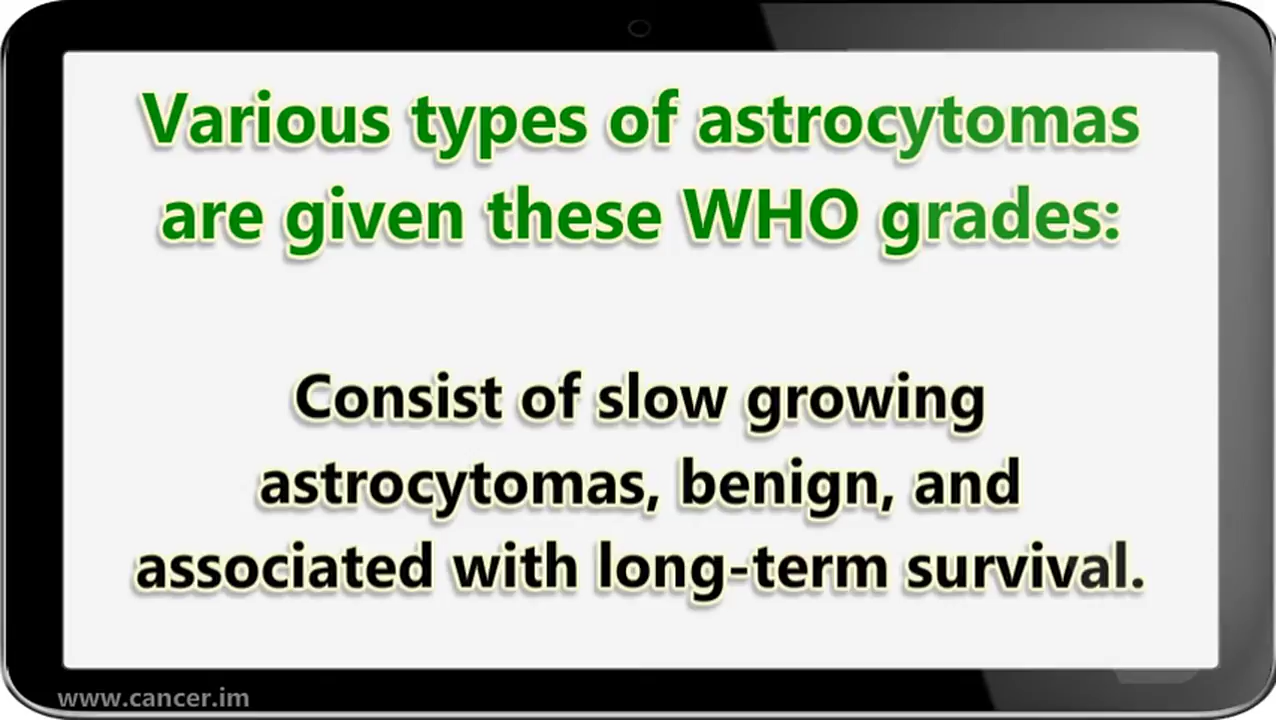 Various types of astrocytomas
are given these WHO grades:
Consist of slow growing
astrocytomas, benign, and
associated with long-term survival.
www.cancer.im